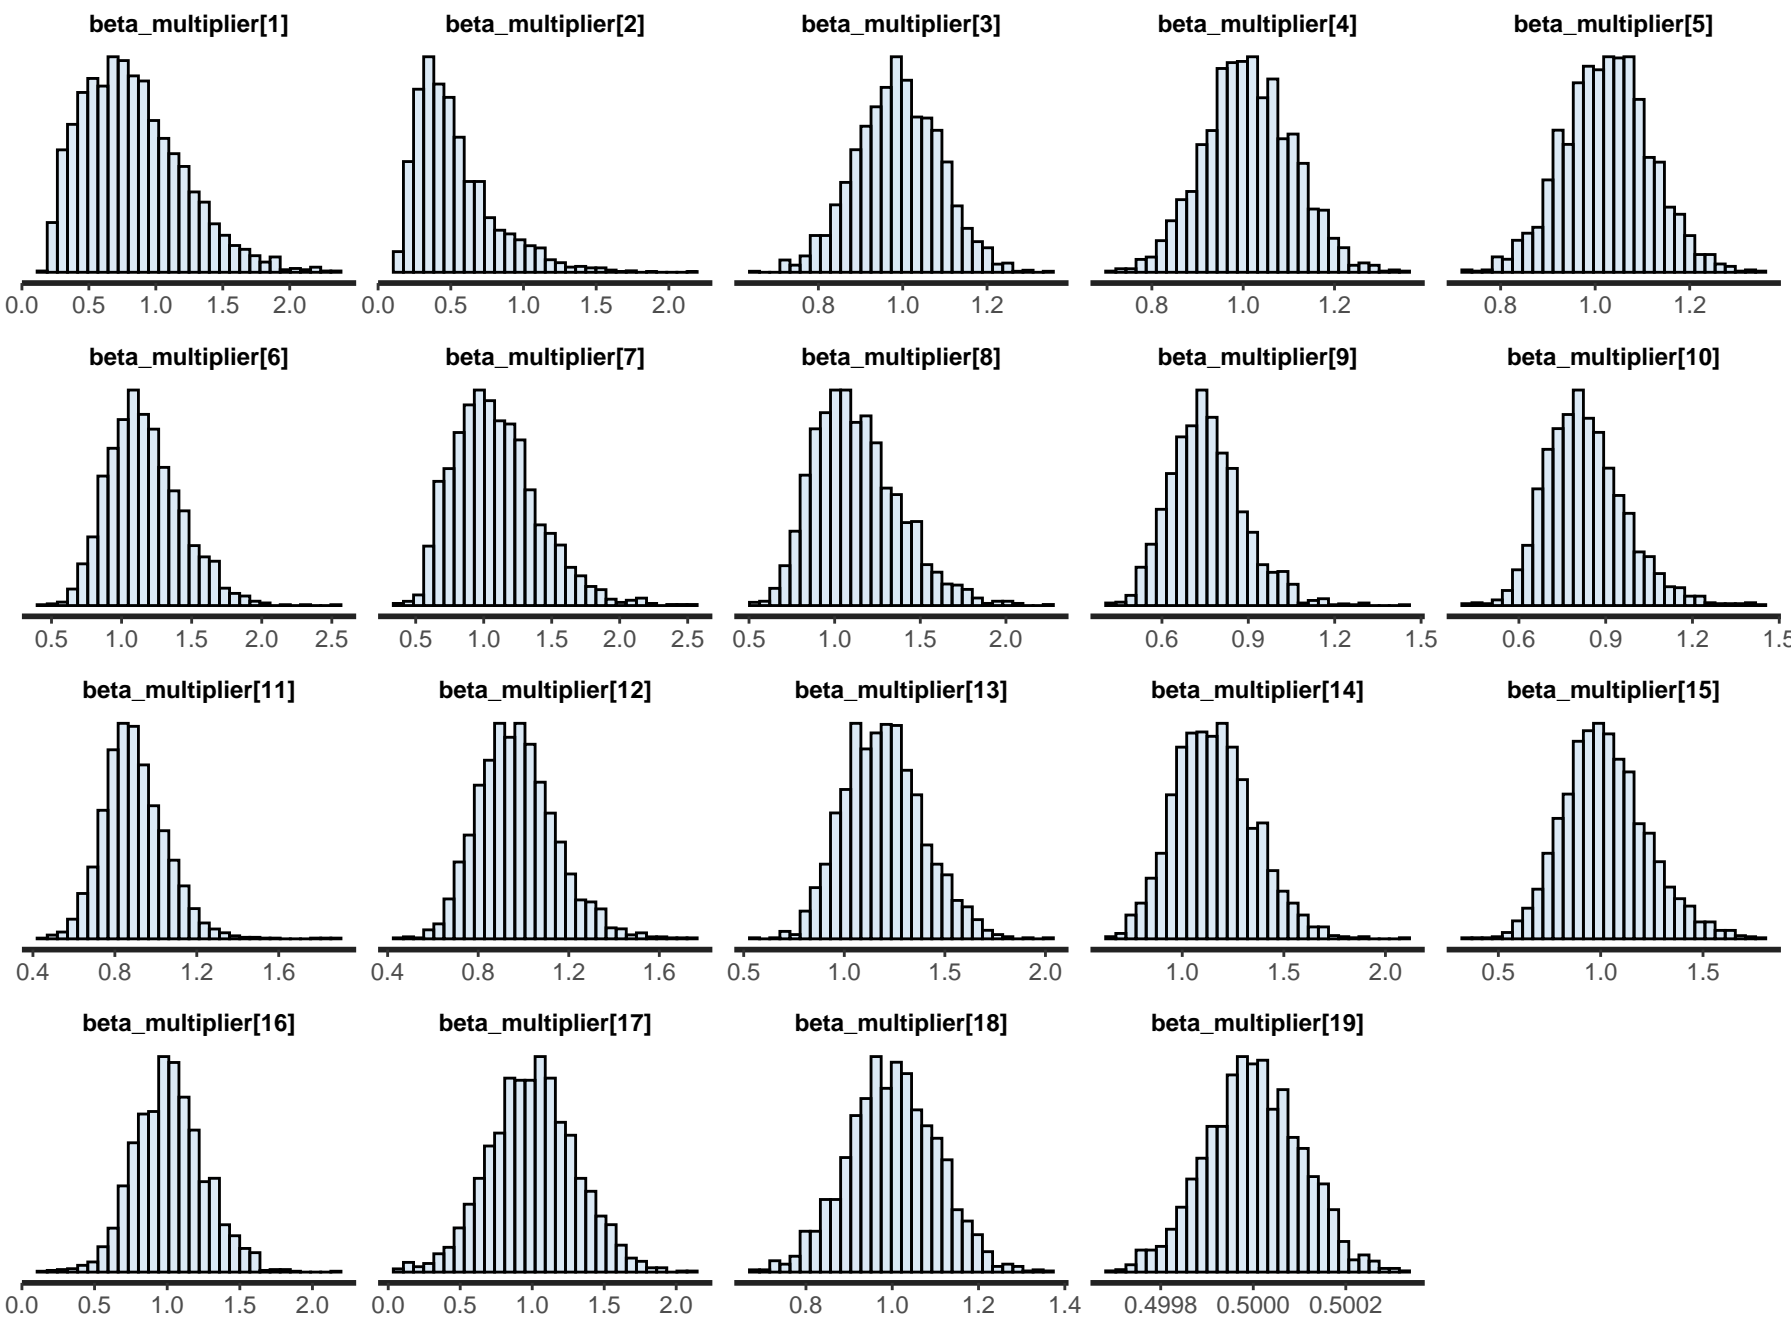 beta_multiplier[1] beta_multiplier[2] beta_multiplier[3] beta_multiplier[4] beta_multiplier[5]
0.0 0.5 1.0 1.5 2.0 0.0 0.5 1.0 1.5 2.0 0.8 1.0 1.2 0.8 1.0 1.2 0.8 1.0 1.2
beta_multiplier[6] beta_multiplier[7] beta_multiplier[8] beta_multiplier[9] beta_multiplier[10]
0.5 1.0 1.5 2.0 2.5 0.5 1.0 1.5 2.0 2.5 0.5 1.0 1.5 2.0 0.6 0.9 1.2 1.5 0.6 0.9 1.2 1.5
beta_multiplier[11] beta_multiplier[12] beta_multiplier[13] beta_multiplier[14] beta_multiplier[15]
0.4 0.8 1.2 1.6 0.4 0.8 1.2 1.6 0.5 1.0 1.5 2.0 1.0 1.5 2.0 0.5 1.0 1.5
beta_multiplier[16] beta_multiplier[17] beta_multiplier[18] beta_multiplier[19]
0.0 0.5 1.0 1.5 2.0 0.0 0.5 1.0 1.5 2.0 0.8 1.0 1.2 1.4 0.4998 0.5000 0.5002